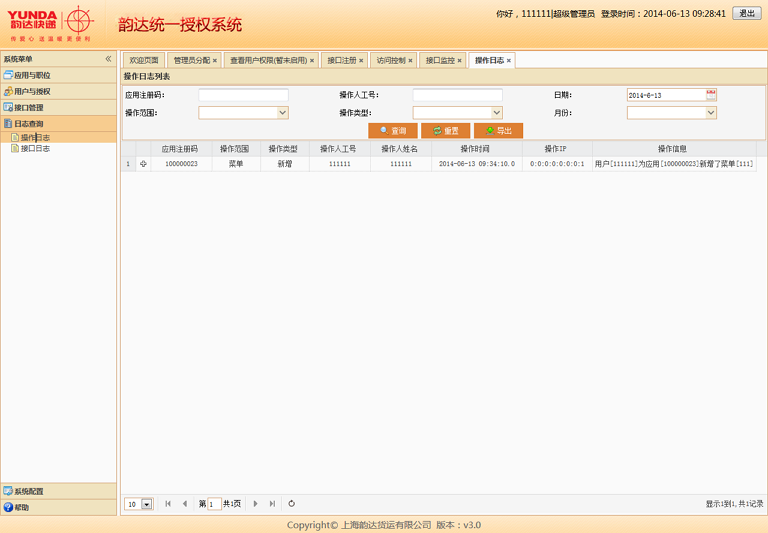 YUNDA
韵达快递
传 爱 心 送 温 暖 更 便 利
韵达统一授权系统
你好，111111|超级管理员 登录时间：2014-06-13 09:28:41 退出
系统菜单
应用与职位
用户与授权
接口管理
日志查询
操作日志
接口日志
系统配置
帮助
欢迎页面 管理员分配 查看用户权限(暂未启用) 接口注册 访问控制 接口监控 操作日志
操作日志列表
应用注册码: 操作人工号: 日期: 2014-6-13
操作范围: 操作类型: 月份:
查询 重置 导出
应用注册码 操作范围 操作类型 操作人工号 操作人姓名 操作时间 操作IP 操作信息
1 100000023 菜单 新增 111111 111111 2014-06-13 09:34:10.0 0:0:0:0:0:0:0:1 用户[111111]为应用[100000023]新增了菜单[111]
10 第 1 共1页 显示1到1, 共1记录
Copyright© 上海韵达货运有限公司 版本：v3.0